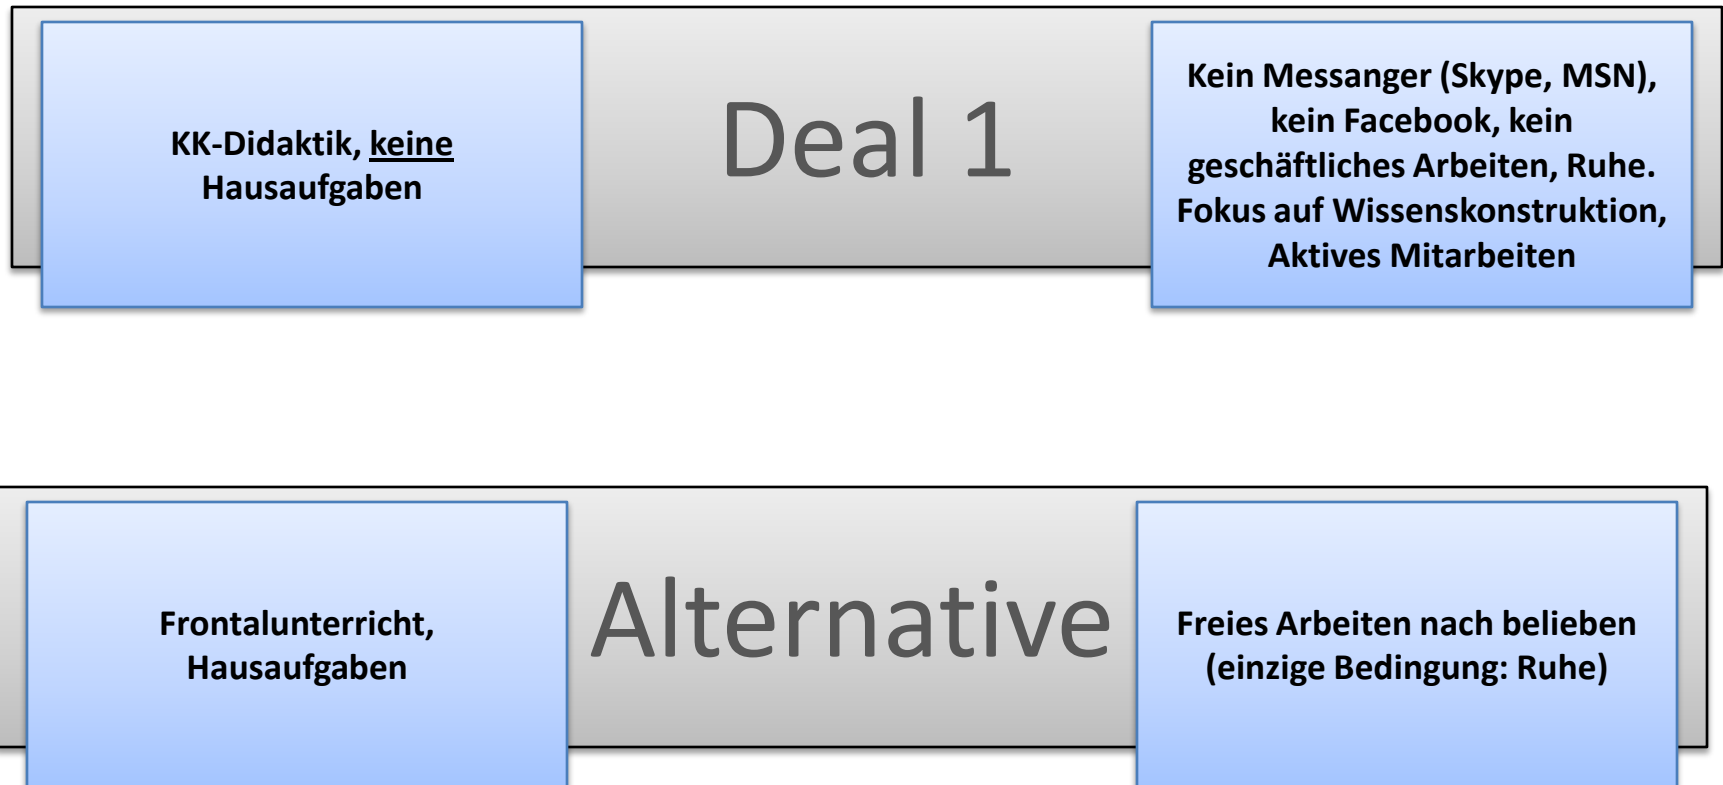 KK-Didaktik, keine
Hausaufgaben
Deal 1
Kein Messanger (Skype, MSN),
kein Facebook, kein
geschäftliches Arbeiten, Ruhe.
Fokus auf Wissenskonstruktion,
Aktives Mitarbeiten
Frontalunterricht,
Hausaufgaben
Alternative
Freies Arbeiten nach belieben
(einzige Bedingung: Ruhe)